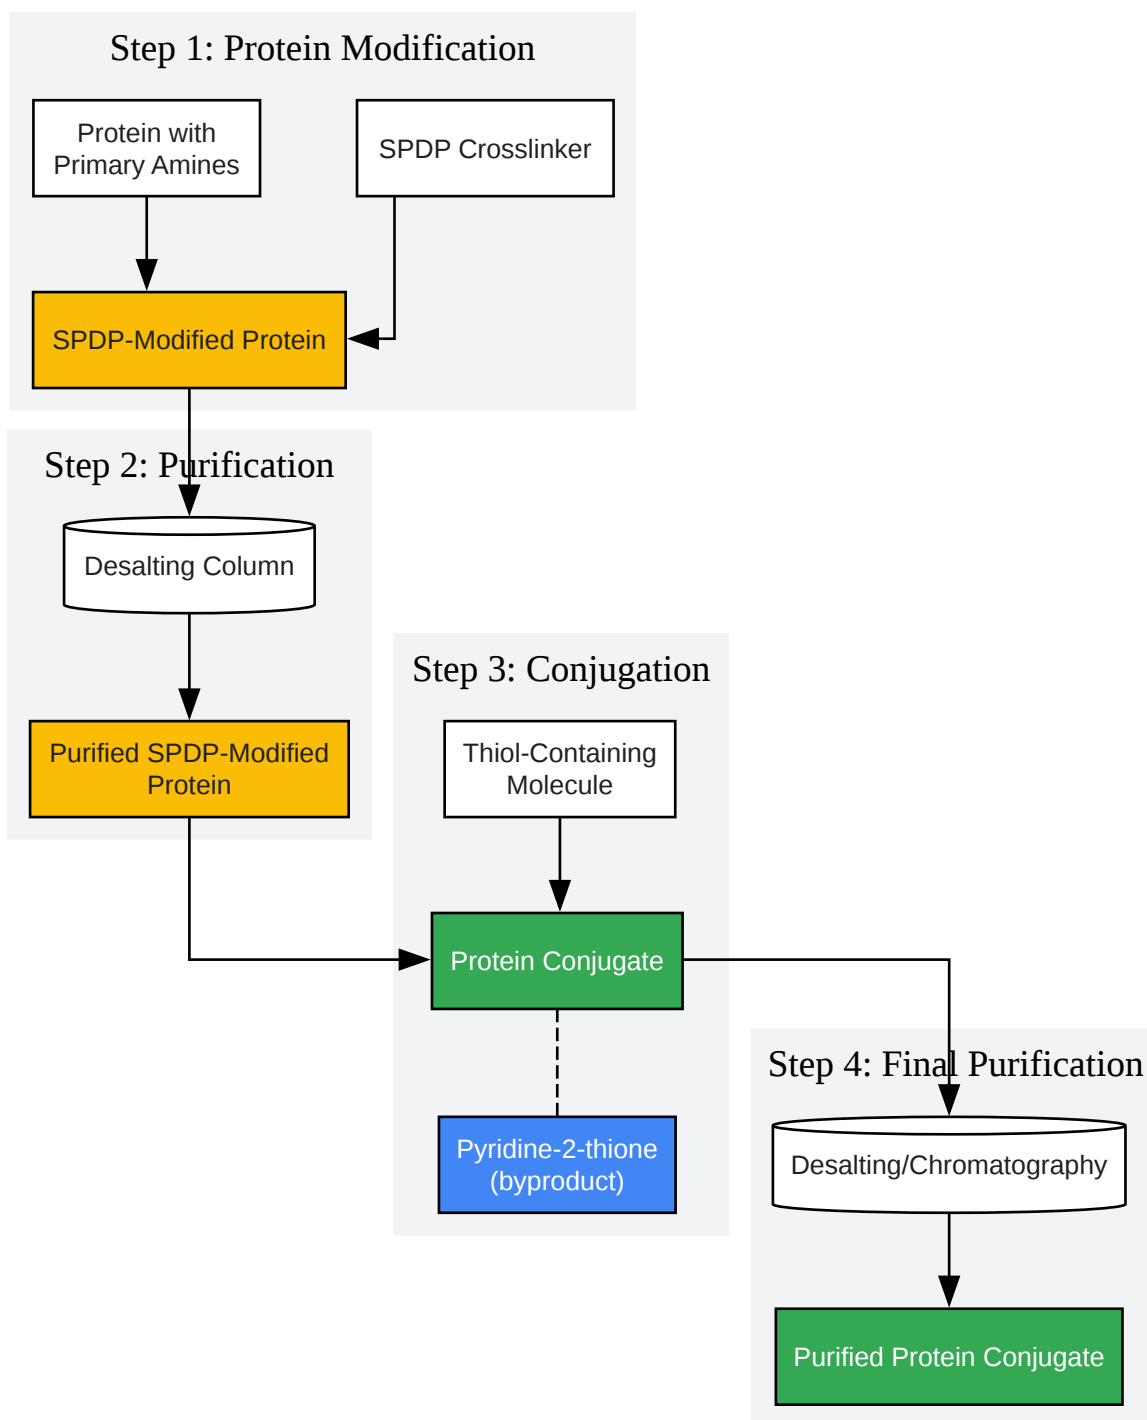 Step 1: Protein Modification
Protein with
Primary Amines
SPDP Crosslinker
SPDP-Modified Protein
Step 2: Purification
Desalting Column
Purified SPDP-Modified
Protein
Step 3: Conjugation
Thiol-Containing
Molecule
Protein Conjugate
Pyridine-2-thione
(byproduct)
Step 4: Final Purification
Desalting/Chromatography
Purified Protein Conjugate